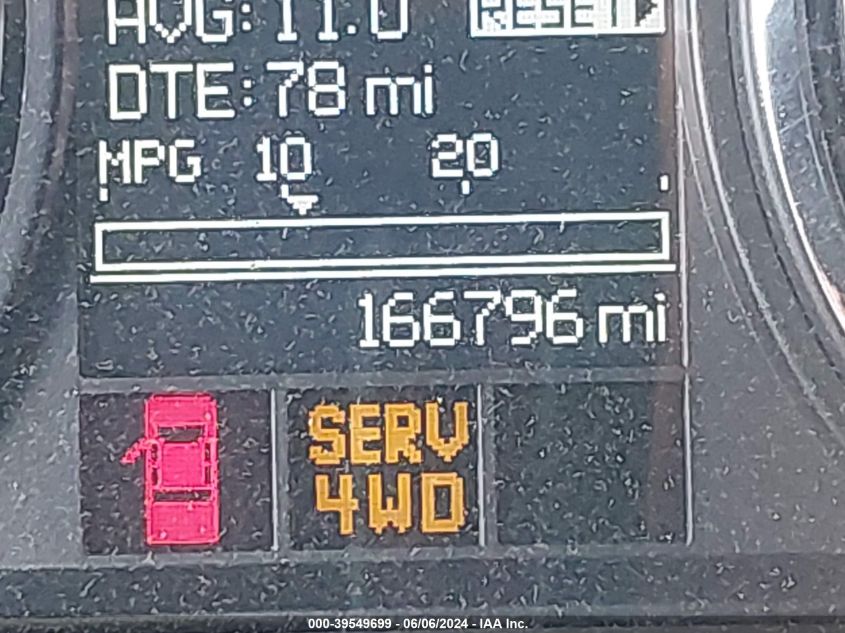 AVG: 11.0 RESET
DTE: 78 mi
MPG 10 20
166796 mi
SERV
4WD
000-39549699 - 06/06/2024 - IAA Inc.